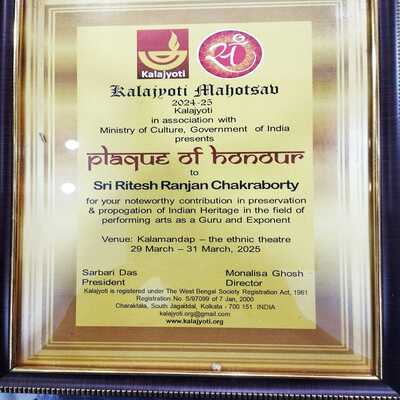 Kalajyoti
Kalajyoti Mahotsav
2024-25
Kalajyoti
in association with
Ministry of Culture, Government of India
presents
plaque of honour
to
Sri Ritesh Ranjan Chakraborty
for your noteworthy contribution in preservation
& propogation of Indian Heritage in the field of
performing arts as a Guru and Exponent
Venue: Kalamandap – the ethnic theatre
29 March – 31 March, 2025
Sarbari Das Monalisa Ghosh
President Director
Kalajyoti is registered under The West Bengal Society Registration Act, 1961
Registration No. S/97099 of 7 Jan, 2000
Charaktala, South Jagaddal, Kolkata - 700 151 INDIA
kalajyoti.org@gmail.com
www.kalajyoti.org